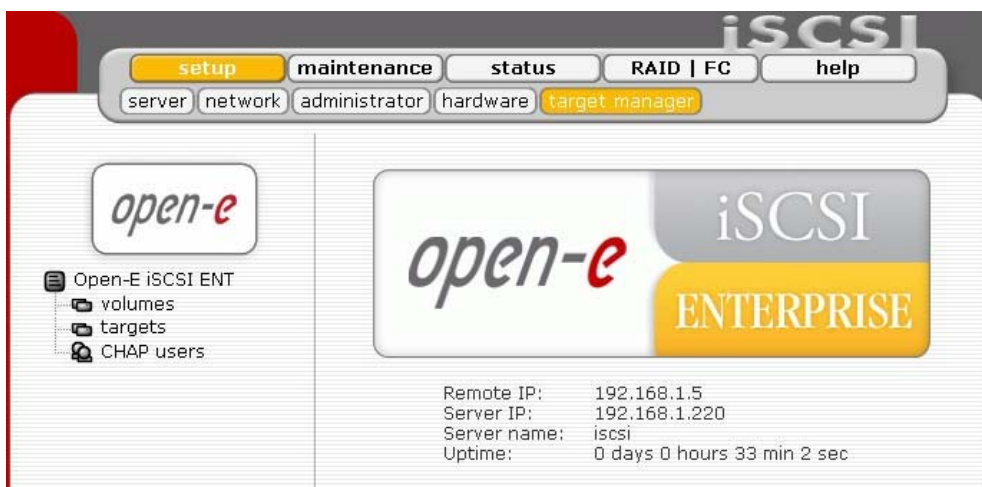 iSCSI
setup maintenance status RAID | FC help
server network administrator hardware target manager
open-e
Open-E iSCSI ENT
volumes
targets
CHAP users
open-e iSCSI
ENTERPRISE
Remote IP: 192.168.1.5
Server IP: 192.168.1.220
Server name: iscsi
Uptime: 0 days 0 hours 33 min 2 sec